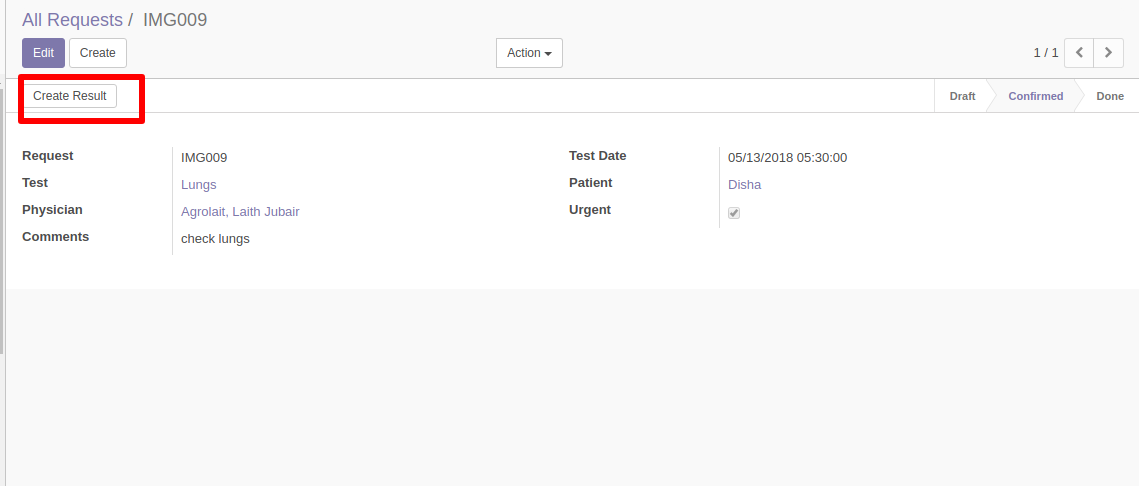 All Requests / IMG009
Edit Create Action 1 / 1
Create Result Draft Confirmed Done
Request IMG009 Test Date 05/13/2018 05:30:00
Test Lungs Patient Disha
Physician Agrolait, Laith Jubair Urgent
Comments check lungs